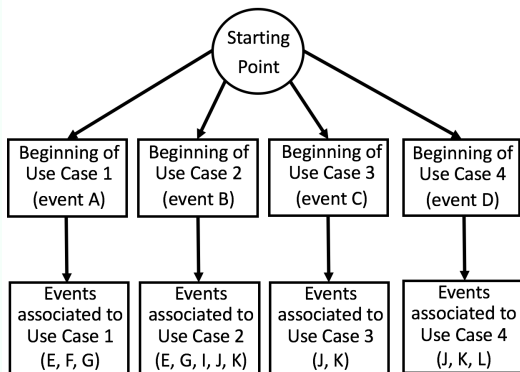 Starting
Point
Beginning of
Use Case 1
(event A)
Beginning of
Use Case 2
(event B)
Beginning of
Use Case 3
(event C)
Beginning of
Use Case 4
(event D)
Events
associated to
Use Case 1
(E, F, G)
Events
associated to
Use Case 2
(E, G, I, J, K)
Events
associated to
Use Case 3
(J, K)
Events
associated to
Use Case 4
(J, K, L)